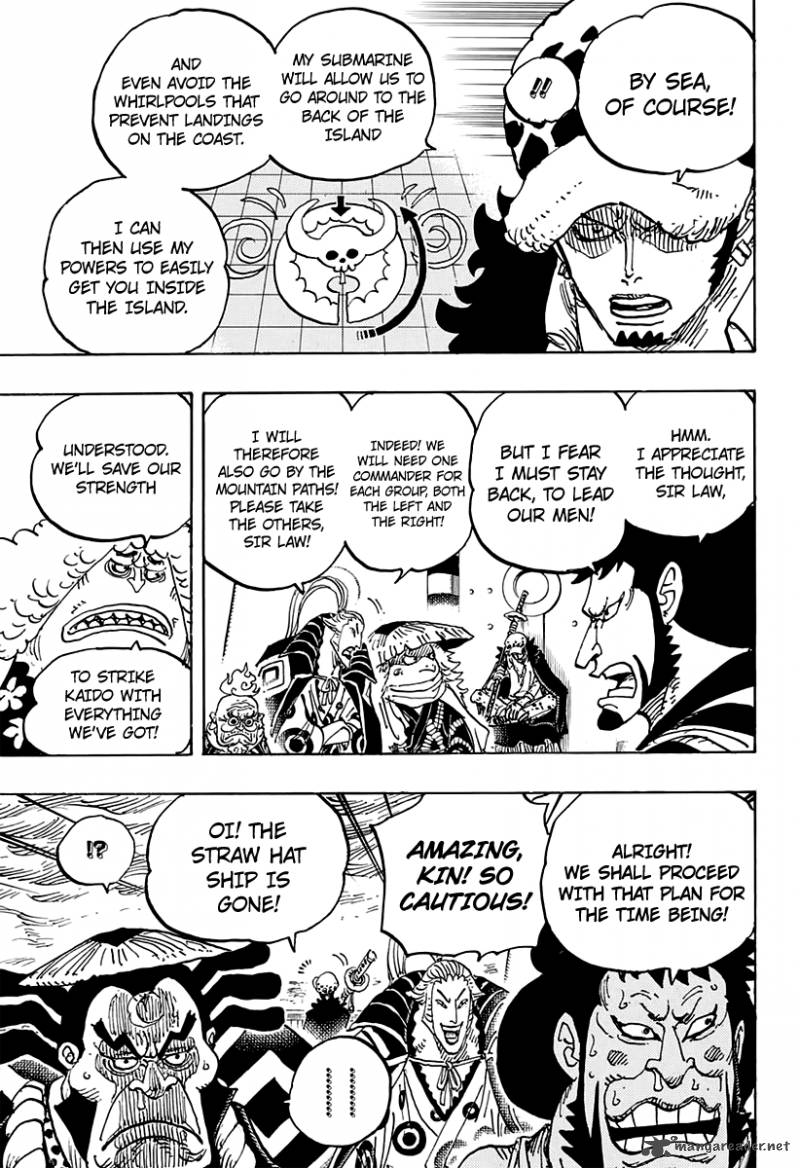 BY SEA,
OF COURSE!
!!
MY SUBMARINE
WILL ALLOW US TO
GO AROUND TO THE
BACK OF THE
ISLAND
AND
EVEN AVOID THE
WHIRLPOOLS THAT
PREVENT LANDINGS
ON THE COAST.
I CAN
THEN USE MY
POWERS TO EASILY
GET YOU INSIDE
THE ISLAND.
HMM.
I APPRECIATE
THE THOUGHT,
SIR LAW,
BUT I FEAR
I MUST STAY
BACK, TO LEAD
OUR MEN!
INDEED! WE
WILL NEED ONE
COMMANDER FOR
EACH GROUP, BOTH
THE LEFT AND
THE RIGHT!
I WILL
THEREFORE
ALSO GO BY THE
MOUNTAIN PATHS!
PLEASE TAKE
THE OTHERS,
SIR LAW!
UNDERSTOOD.
WE'LL SAVE OUR
STRENGTH
TO STRIKE
KAIDO WITH
EVERYTHING
WE'VE GOT!
ALRIGHT!
WE SHALL PROCEED
WITH THAT PLAN FOR
THE TIME BEING!
AMAZING,
KIN! SO
CAUTIOUS!
OI! THE
STRAW HAT
SHIP IS
GONE!
!?
mangareader.net